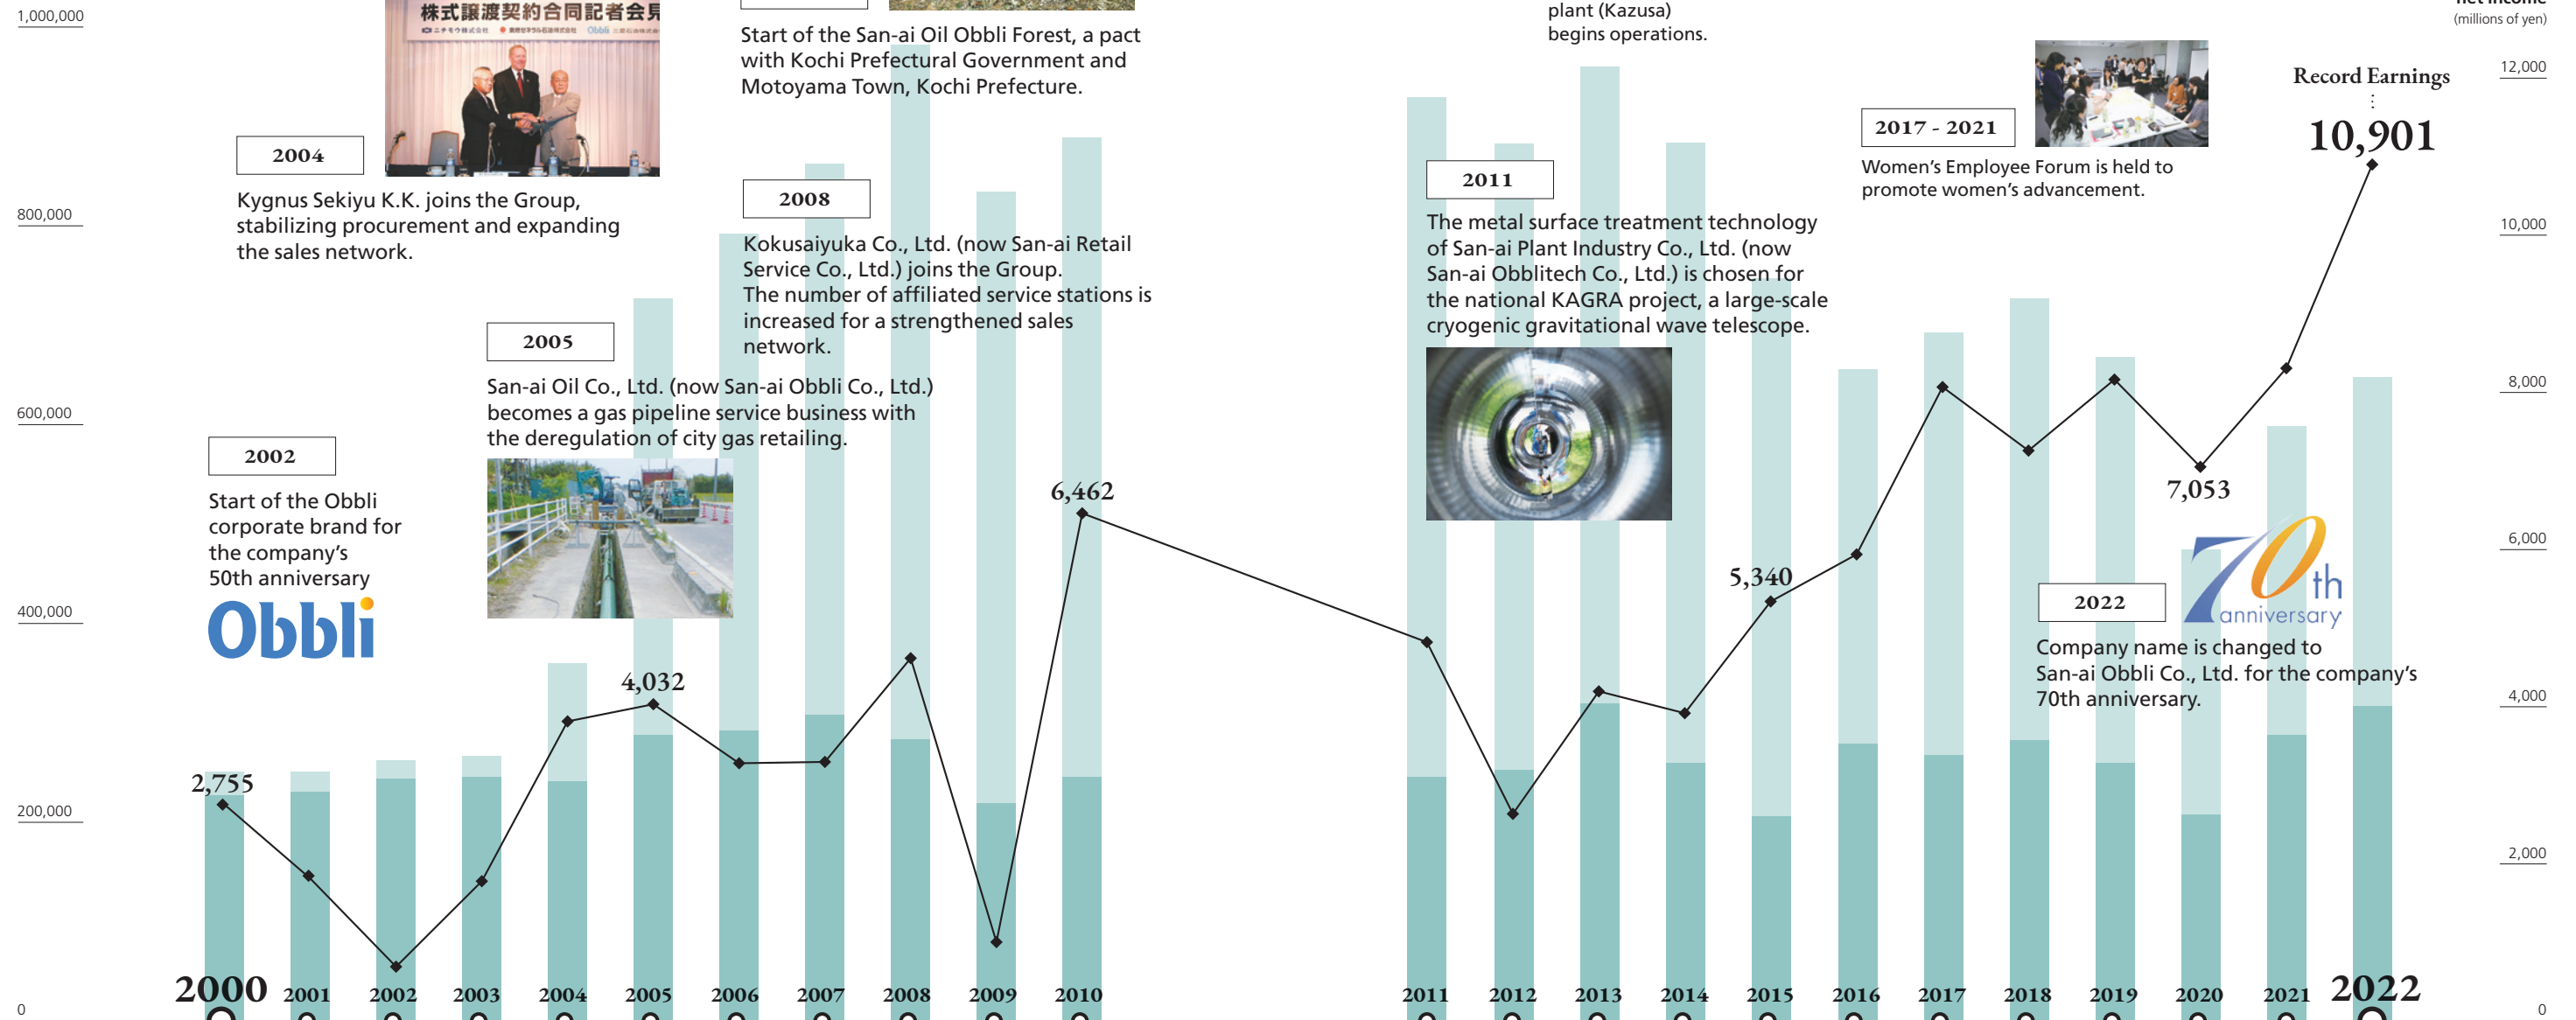 1,000,000
800,000
600,000
400,000
200,000
0
株式譲渡契約合同記者会見
ニチモウ株式会社
Obbli
2004
Kygnus Sekiyu K.K. joins the Group,
stabilizing procurement and expanding
the sales network.
2002
Start of the Obbli
corporate brand for
the company's
50th anniversary
Obbli
2005
San-ai Oil Co., Ltd. (now San-ai Obbli Co., Ltd.)
becomes a gas pipeline service business with
the deregulation of city gas retailing.
Start of the San-ai Oil Obbli Forest, a pact
with Kochi Prefectural Government and
Motoyama Town, Kochi Prefecture.
2008
Kokusaiyuka Co., Ltd. (now San-ai Retail
Service Co., Ltd.) joins the Group.
The number of affiliated service stations is
increased for a strengthened sales
network.
2,755
4,032
6,462
plant (Kazusa)
begins operations.
2011
The metal surface treatment technology
of San-ai Plant Industry Co., Ltd. (now
San-ai Obblitech Co., Ltd.) is chosen for
the national KAGRA project, a large-scale
cryogenic gravitational wave telescope.
2017 - 2021
Women's Employee Forum is held to
promote women's advancement.
Record Earnings
10,901
5,340
7,053
70th
anniversary
2022
Company name is changed to
San-ai Obbli Co., Ltd. for the company's
70th anniversary.
net income
(millions of yen)
12,000
10,000
8,000
6,000
4,000
2,000
0
2000 2001 2002 2003 2004 2005 2006 2007 2008 2009 2010 2011 2012 2013 2014 2015 2016 2017 2018 2019 2020 2021 2022